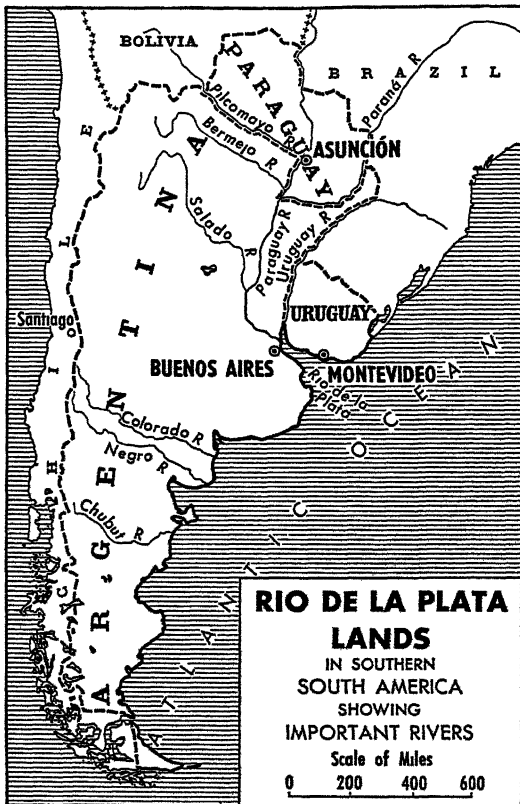 BOLIVIA
PARAGUAY
BRAZIL
Pilcomayo R
Paraná R
Bermejo R
ASUNCIÓN
Salado R
Paraguay R
Uruguay R
CHILE
ARGENTINA
Santiago
URUGUAY
BUENOS AIRES
MONTEVIDEO
Rio de la
Plata
Colorado R
Negro R
Chubut R
ATLANTIC OCEAN
RIO DE LA PLATA
LANDS
IN SOUTHERN
SOUTH AMERICA
SHOWING
IMPORTANT RIVERS
Scale of Miles
0 200 400 600